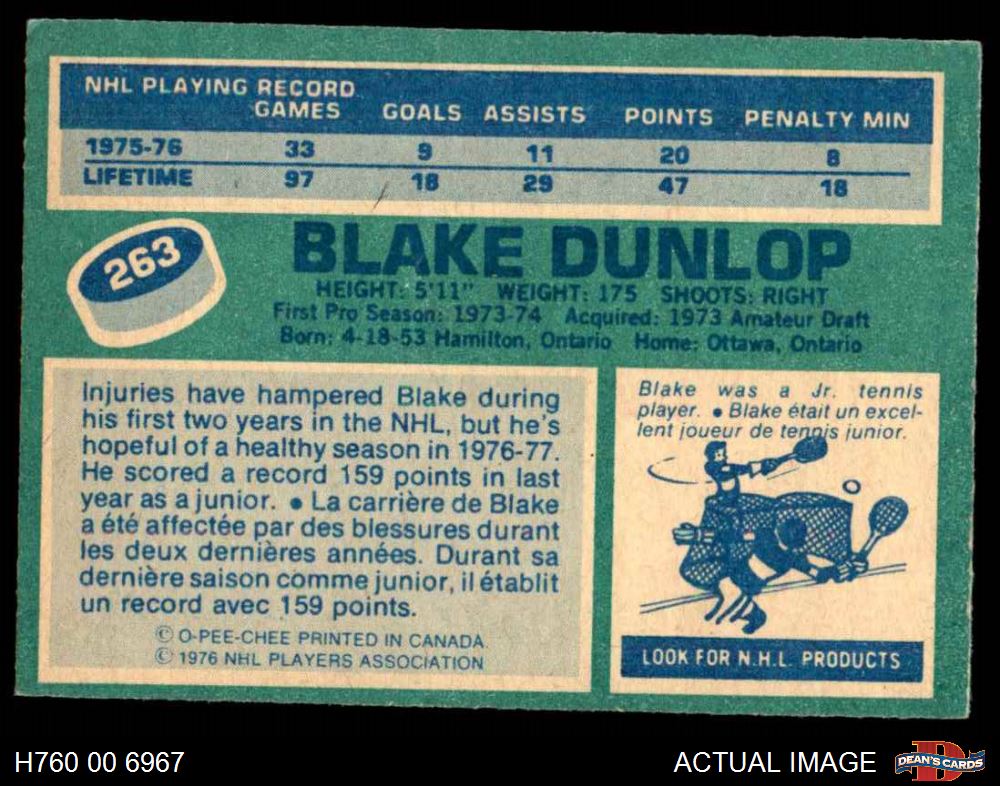 NHL PLAYING RECORD
GAMES GOALS ASSISTS POINTS PENALTY MIN
1975-76 33 9 11 20 8
LIFETIME 97 18 29 47 18
263
BLAKE DUNLOP
HEIGHT: 5'11" WEIGHT: 175 SHOOTS: RIGHT
First Pro Season: 1973-74 Acquired: 1973 Amateur Draft
Born: 4-18-53 Hamilton, Ontario Home: Ottawa, Ontario
Injuries have hampered Blake during
his first two years in the NHL, but he's
hopeful of a healthy season in 1976-77.
He scored a record 159 points in last
year as a junior. • La carrière de Blake
a été affectée par des blessures durant
les deux dernières années. Durant sa
dernière saison comme junior, il établit
un record avec 159 points.
© O-PEE-CHEE PRINTED IN CANADA
© 1976 NHL PLAYERS ASSOCIATION
Blake was a Jr. tennis
player. • Blake était un excel-
lent joueur de tennis junior.
LOOK FOR N.H.L. PRODUCTS
H760 00 6967
ACTUAL IMAGE
D
DEAN'S CARDS